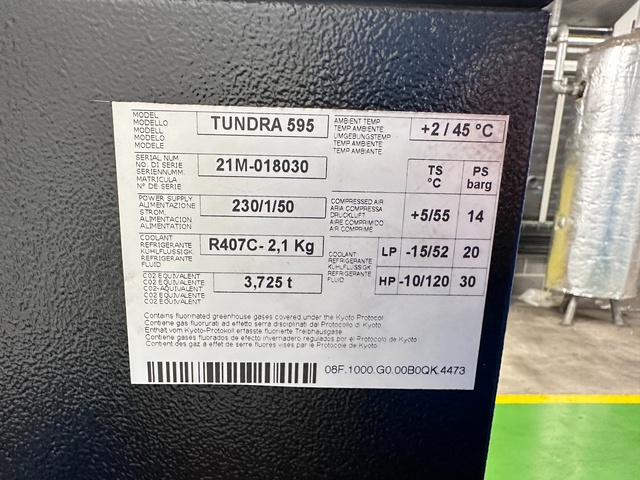 MODEL
MODELLO
MODELL
MODELO
MODELE
TUNDRA 595
AMBIENT TEMP
TEMP AMBIENTE
UMGEBUNGSTEMP
TEMP AMBIENTE
TEMP AMBIANTE
+2 / 45 °C
SERIAL NUM.
NO. DI SERIE
SERIENNUMM.
MATRICULA
N° DE SERIE
21M-018030
TS
°C
PS
barg
POWER SUPPLY
ALIMENTAZIONE
STROM.
ALIMENTACION
ALIMENTATION
230/1/50
COMPRESSED AIR
ARIA COMPRESSA
DRUCKLUFT
AIRE COMPRIMIDO
AIR COMPRIME
+5/55
14
COOLANT
REFRIGERANTE
KUHLFLUSSIGK.
REFRIGERANTE
FLUID
R407C- 2,1 Kg
COOLANT
REFRIGERANTE
KUHLFLUSSIGK.
REFRIGERANTE
FLUID
LP
-15/52
20
HP
-10/120
30
CO2 EQUIVALENT
CO2 EQUIVALENTE
CO2-AQUIVALENT
CO2 EQUIVALENTE
CO2 EQUIVALENT
3,725 t
Contains fluorinated greenhouse gases covered under the Kyoto Protocol
Contiene gas fluorurati ad effetto serra disciplinati dal Protocollo di Kyoto
Enthalt vom Kyoto-Protokoll erfasste fluorierte Treibhausgase
Contiene gases fluorados de efecto invernadero regulados por el Protocolo de Kyoto
Contient des gaz à effet de serre fluores vises par le Protocole de Kyoto
08F.1000.G0.00B0QK.4473